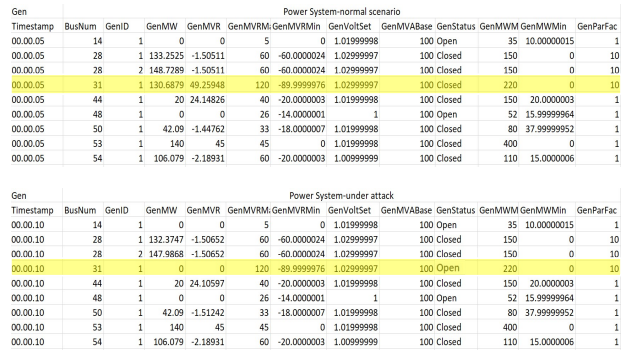 Gen Power System-normal scenario
Timestamp BusNum GenID GenMW GenMVR GenMVRMa GenMVRMin GenVoltSet GenMVABase GenStatus GenMWM GenMWMin GenParFac
00.00.05 14 1 0 0 5 0 1.01999998 100 Open 35 10.00000015 1
00.00.05 28 1 133.2525 -1.50511 60 -60.0000024 1.02999997 100 Closed 150 0 10
00.00.05 28 2 148.7289 -1.50511 60 -60.0000024 1.02999997 100 Closed 150 0 10
00.00.05 31 1 130.6879 49.25948 120 -89.9999976 1.02999997 100 Closed 220 0 10
00.00.05 44 1 20 24.14826 40 -20.0000003 1.01999998 100 Closed 150 20.0000003 1
00.00.05 48 1 0 0 26 -14.0000001 1 100 Open 52 15.99999964 1
00.00.05 50 1 42.09 -1.44762 33 -18.0000007 1.01999998 100 Closed 80 37.99999952 1
00.00.05 53 1 140 45 45 0 1.01999998 100 Closed 400 0 1
00.00.05 54 1 106.079 -2.18931 60 -20.0000003 1.00999999 100 Closed 110 15.0000006 1
Gen Power System-under attack
Timestamp BusNum GenID GenMW GenMVR GenMVRMa GenMVRMin GenVoltSet GenMVABase GenStatus GenMWM GenMWMin GenParFac
00.00.10 14 1 0 0 5 0 1.01999998 100 Open 35 10.00000015 1
00.00.10 28 1 132.3747 -1.50652 60 -60.0000024 1.02999997 100 Closed 150 0 10
00.00.10 28 2 147.9868 -1.50652 60 -60.0000024 1.02999997 100 Closed 150 0 10
00.00.10 31 1 0 0 120 -89.9999976 1.02999997 100 Open 220 0 10
00.00.10 44 1 20 24.10597 40 -20.0000003 1.01999998 100 Closed 150 20.0000003 1
00.00.10 48 1 0 0 26 -14.0000001 1 100 Open 52 15.99999964 1
00.00.10 50 1 42.09 -1.51242 33 -18.0000007 1.01999998 100 Closed 80 37.99999952 1
00.00.10 53 1 140 45 45 0 1.01999998 100 Closed 400 0 1
00.00.10 54 1 106.079 -2.18931 60 -20.0000003 1.00999999 100 Closed 110 15.0000006 1